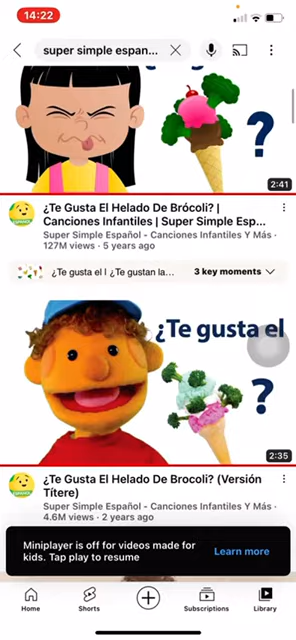 14:22
super simple espan...
?
2:41
¿Te Gusta El Helado De Brócoli? |
Canciones Infantiles | Super Simple Esp...
Super Simple Español - Canciones Infantiles Y Más ·
127M views · 5 years ago
¿Te gusta el | ¿Te gustan la...
3 key moments
¿Te gusta el
?
2:35
¿Te Gusta El Helado De Brocoli? (Versión
Títere)
Super Simple Español - Canciones Infantiles Y Más ·
4.6M views · 2 years ago
Miniplayer is off for videos made for
kids. Tap play to resume
Learn more
Home
Shorts
Subscriptions
Library